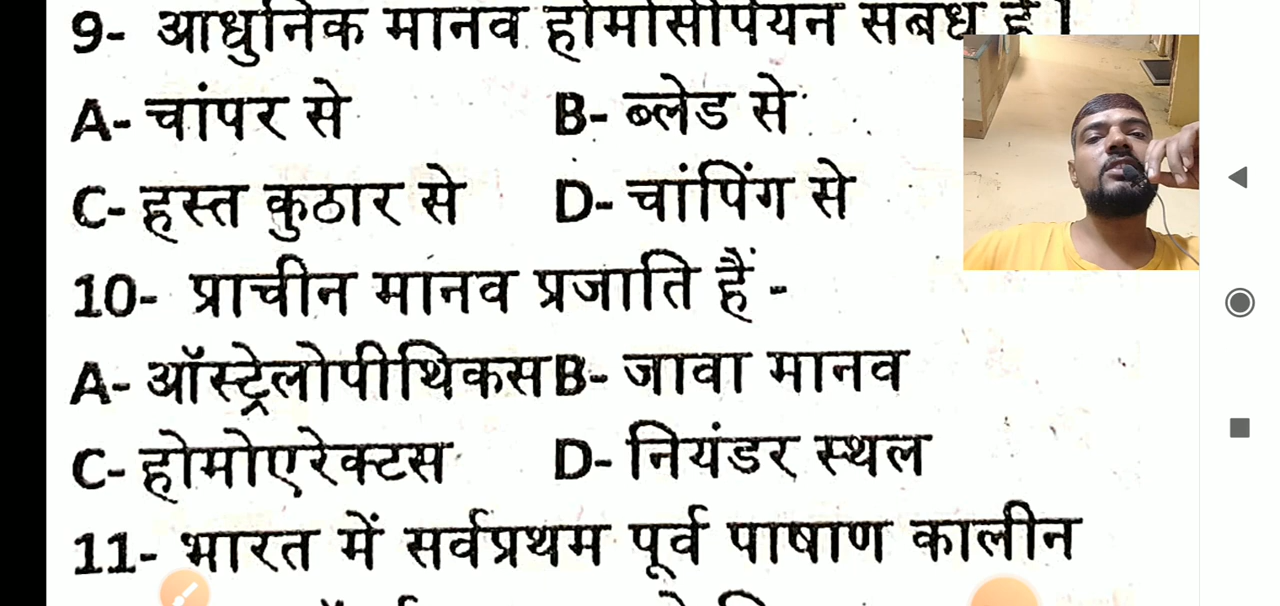 9- आधुनिक मानव होमोसेपियन सबंध है |
A- चांपर से B- ब्लेड से
C- हस्त कुठार से D- चांपिंग से
10- प्राचीन मानव प्रजाति हैं -
A- ऑस्ट्रेलोपीथिकस B- जावा मानव
C- होमोएरेक्टस D- नियंडर स्थल
11- भारत में सर्वप्रथम पूर्व पाषाण कालीन